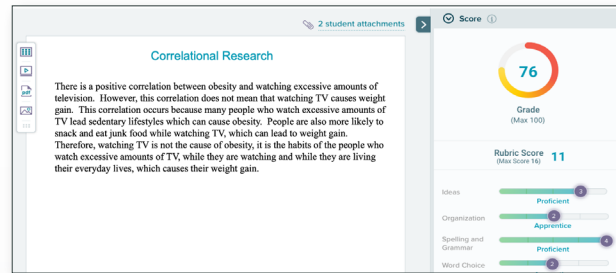 2 student attachments
Score
Correlational Research
There is a positive correlation between obesity and watching excessive amounts of
television. However, this correlation does not mean that watching TV causes weight
gain. This correlation occurs because many people who watch excessive amounts of
TV lead sedentary lifestyles which can cause obesity. People are also more likely to
snack and eat junk food while watching TV, which can lead to weight gain.
Therefore, watching TV is not the cause of obesity, it is the habits of the people who
watch excessive amounts of TV, while they are watching and while they are living
their everyday lives, which causes their weight gain.
pdf
76
Grade
(Max 100)
Rubric Score 11
(Max Score 16)
Ideas 3
Proficient
Organization 2
Apprentice
Spelling and 4
Grammar Proficient
Word Choice 2